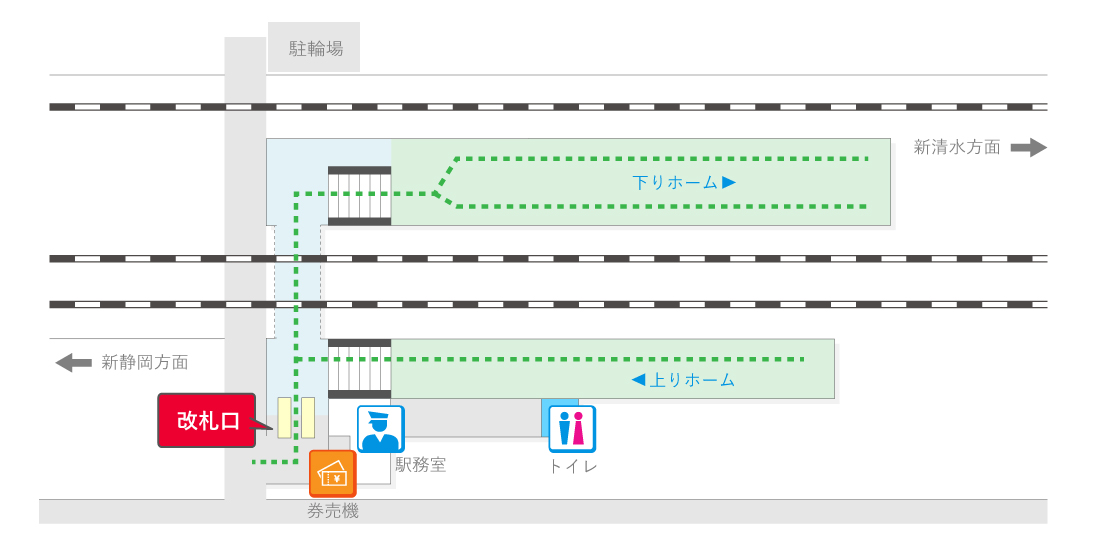 駐輪場
新清水方面
下りホーム
新静岡方面
上りホーム
改札口
駅務室
トイレ
¥
券売機